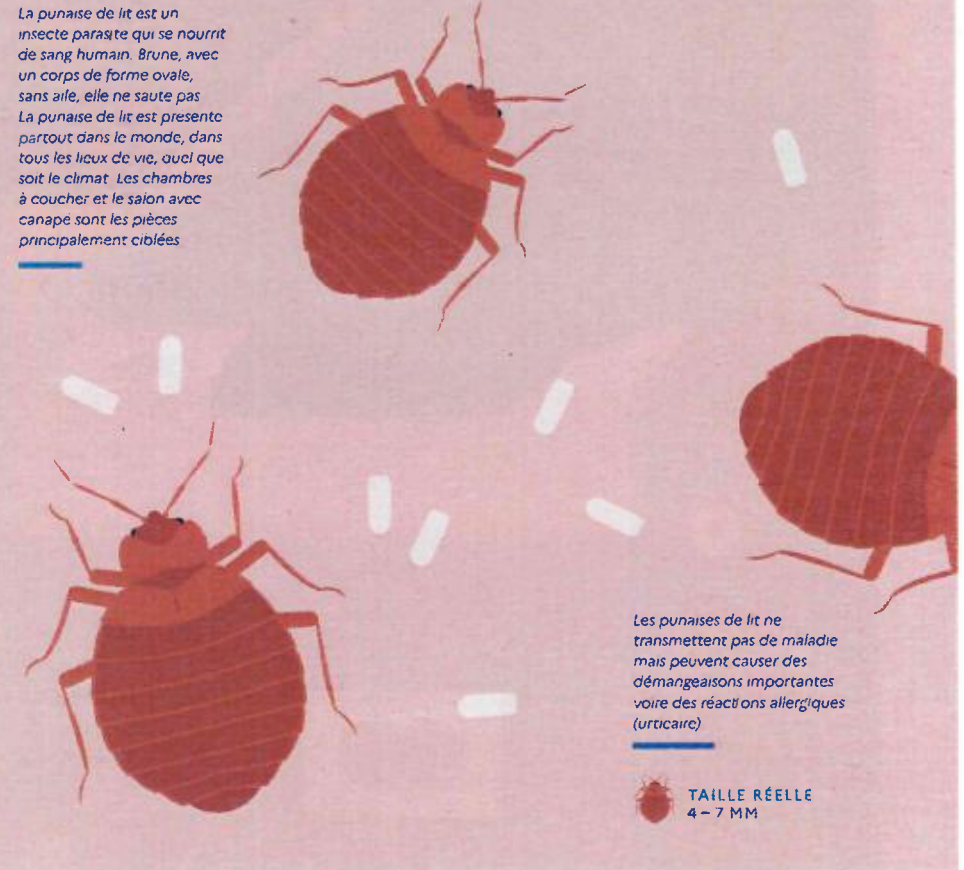 La punaise de lit est un
insecte parasite qui se nourrit
de sang humain. Brune, avec
un corps de forme ovale,
sans aile, elle ne saute pas
La punaise de lit est presente
partout dans le monde, dans
tous les lieux de vie, quel que
soit le climat Les chambres
à coucher et le salon avec
canapé sont les pièces
principalement ciblées
Les punaises de lit ne
transmettent pas de maladie
mais peuvent causer des
démangeaisons importantes
voire des réactions allergiques
(urticaire)
TAILLE RÉELLE
4 – 7 MM